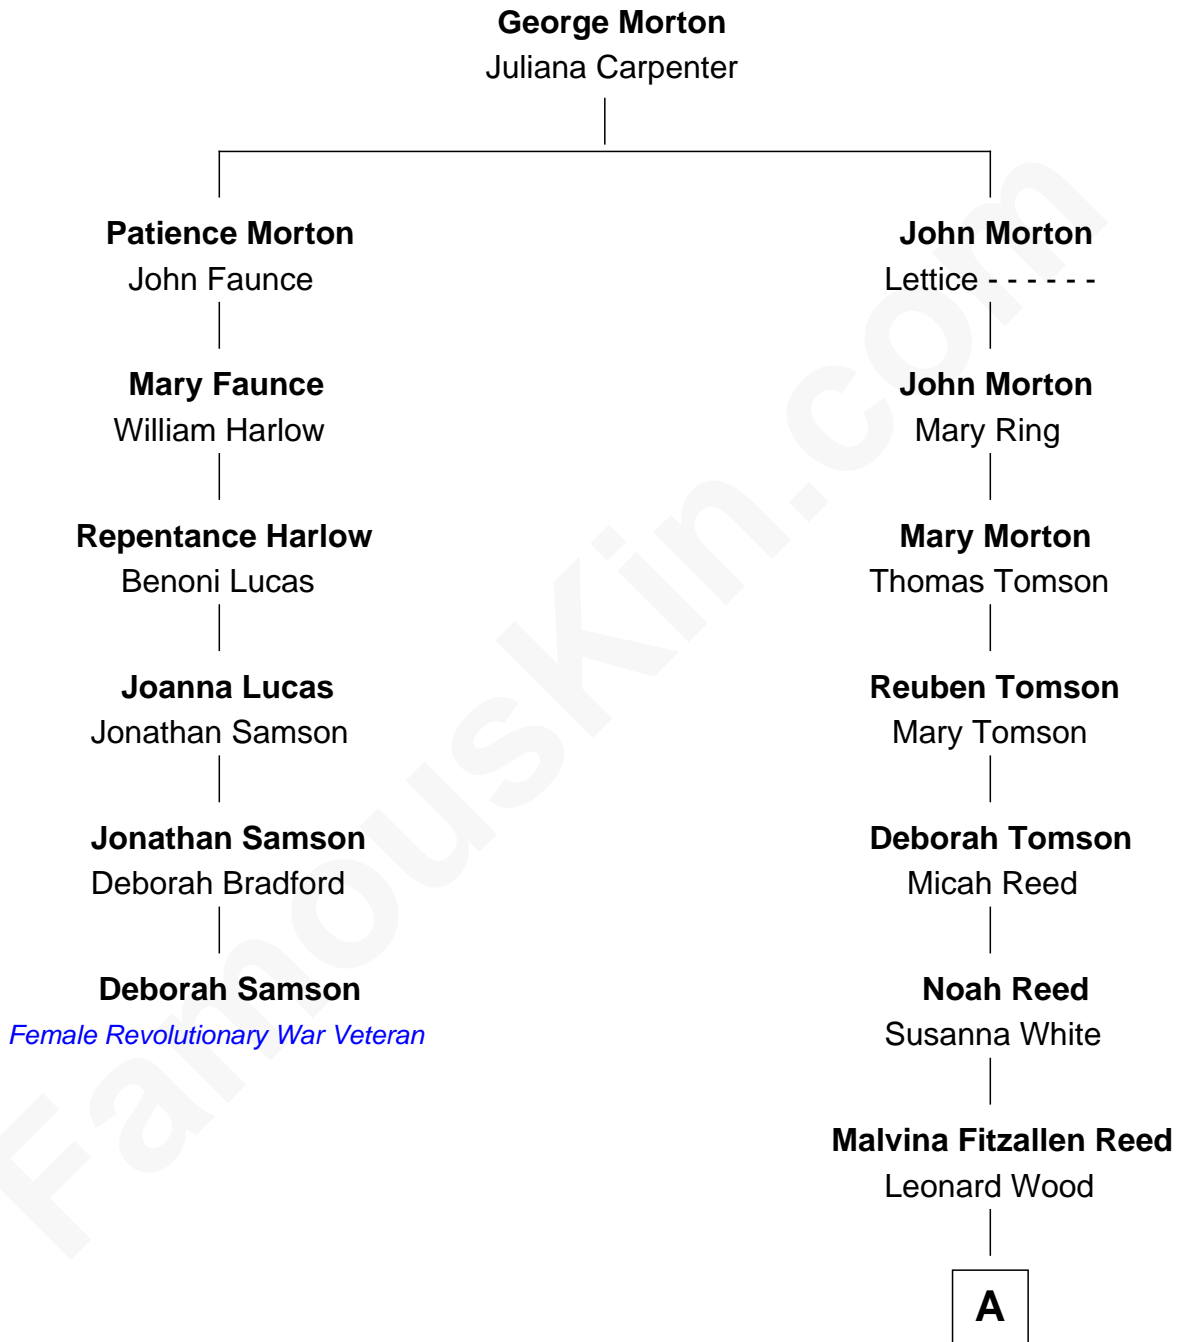 George Morton
Juliana Carpenter
Patience Morton
John Faunce
John Morton
Lettice - - - - - -
Mary Faunce
William Harlow
John Morton
Mary Ring
Repentance Harlow
Benoni Lucas
Mary Morton
Thomas Tomson
Joanna Lucas
Jonathan Samson
Reuben Tomson
Mary Tomson
Jonathan Samson
Deborah Bradford
Deborah Tomson
Micah Reed
Deborah Samson
Female Revolutionary War Veteran
Noah Reed
Susanna White
Malvina Fitzallen Reed
Leonard Wood
A
FamousKin.com